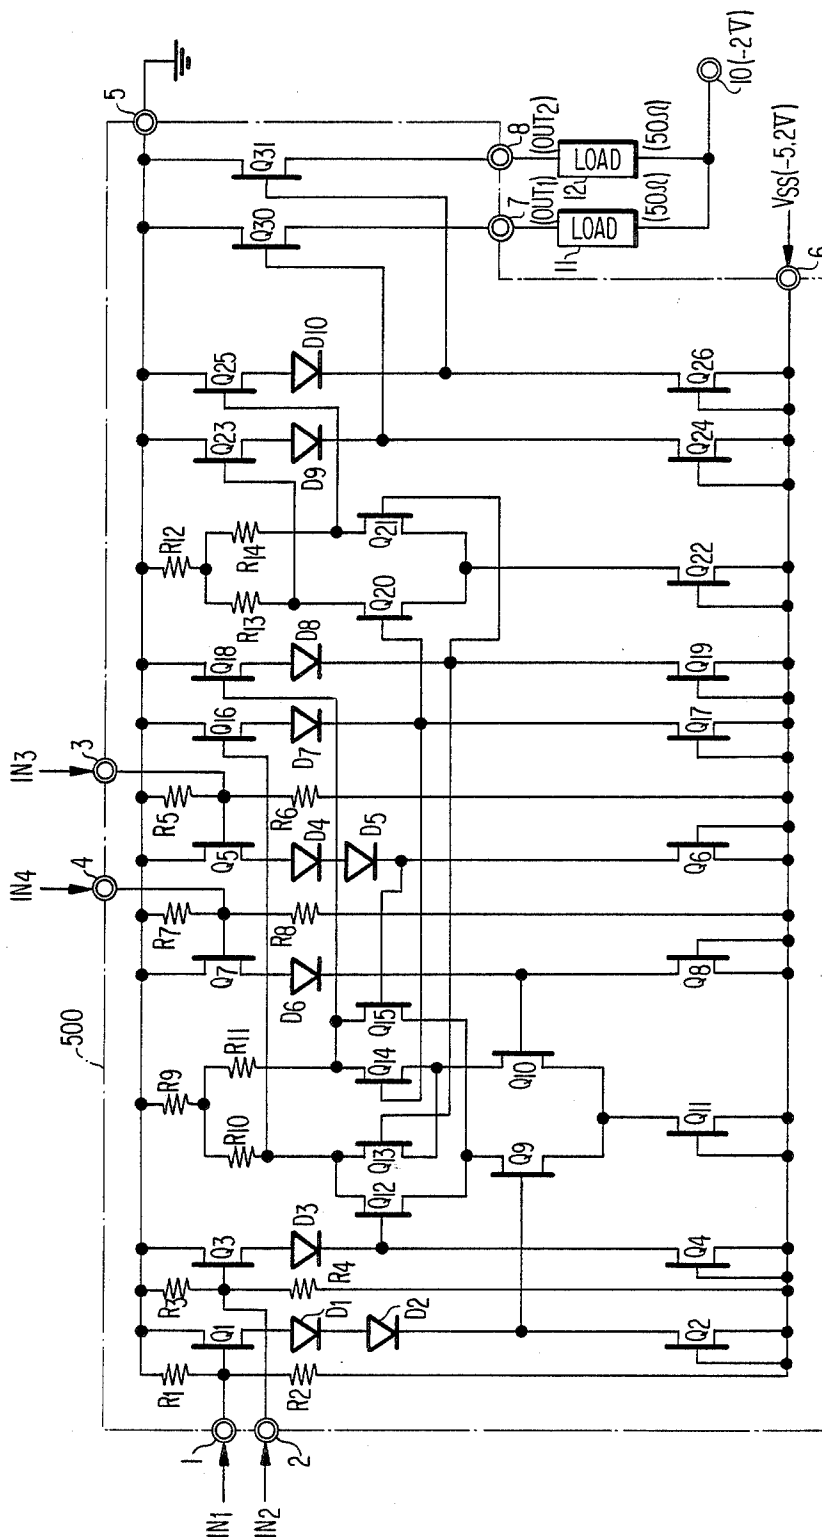 500
IN1
1
IN2
2
IN4
4
IN3
3
5
R1
R2
Q1
D1
D2
Q2
R3
R4
Q3
D3
Q4
R9
R10
R11
Q12
Q13
Q14
Q15
Q9
Q10
Q11
R7
R8
Q7
D6
Q8
R5
R6
Q5
D4
D5
Q6
Q16
D7
Q17
Q18
D8
Q19
R12
R13
R14
Q20
Q21
Q22
Q23
D9
Q24
Q25
D10
Q26
Q30
Q31
7
(OUT1)
8
(OUT2)
LOAD
11
(50Ω)
LOAD
12
(50Ω)
10(-2V)
VSS(-5.2V)
6